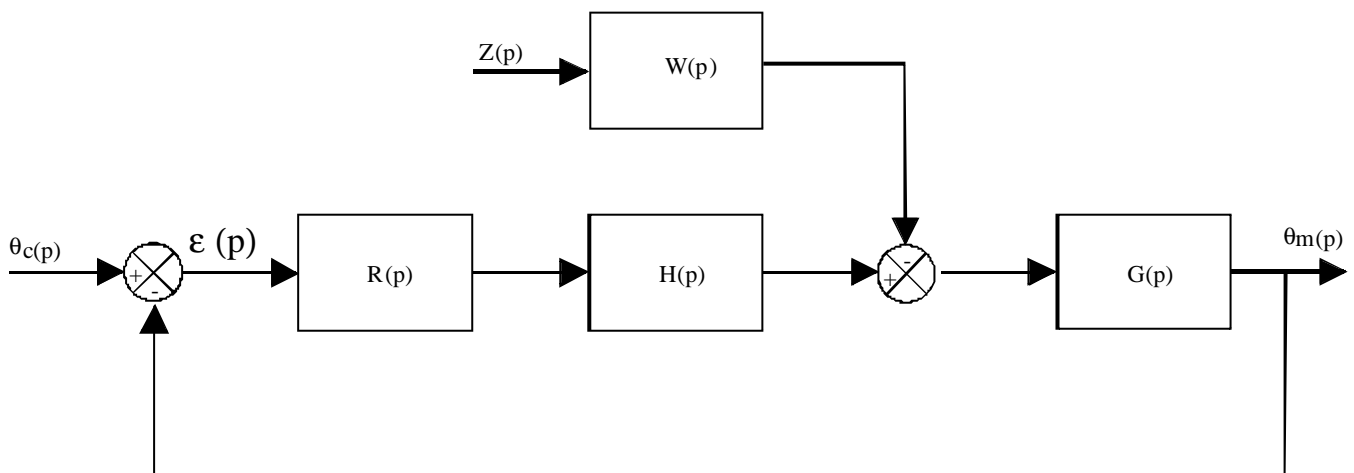 Z(p)
W(p)
θc(p)
+
-
ε (p)
R(p)
H(p)
-
+
G(p)
θm(p)